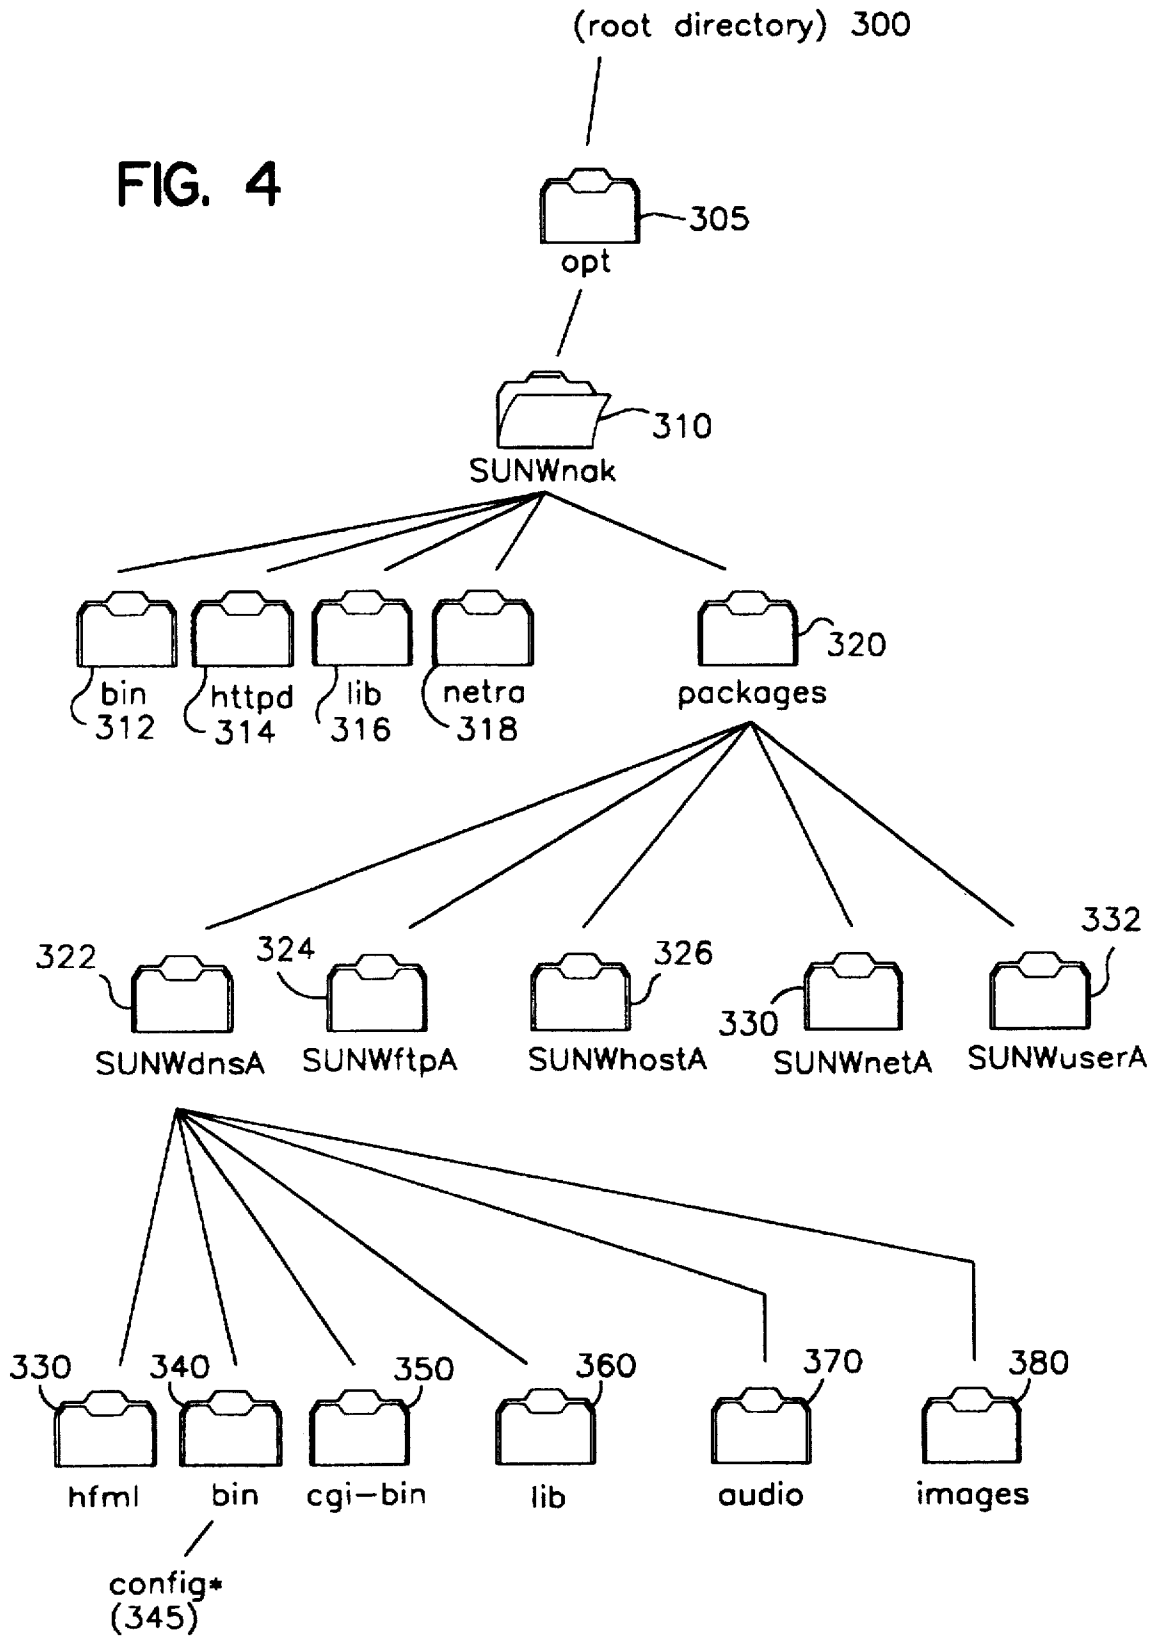 (root directory) 300
FIG. 4
305
opt
310
SUNWnak
320
bin httpd lib netra packages
312 314 316 318
332
322 324 326
330
SUNWdnsA SUNWftpA SUNWhostA SUNWnetA SUNWuserA
330 340 350 360 370 380
hfml bin cgi-bin lib audio images
config*
(345)